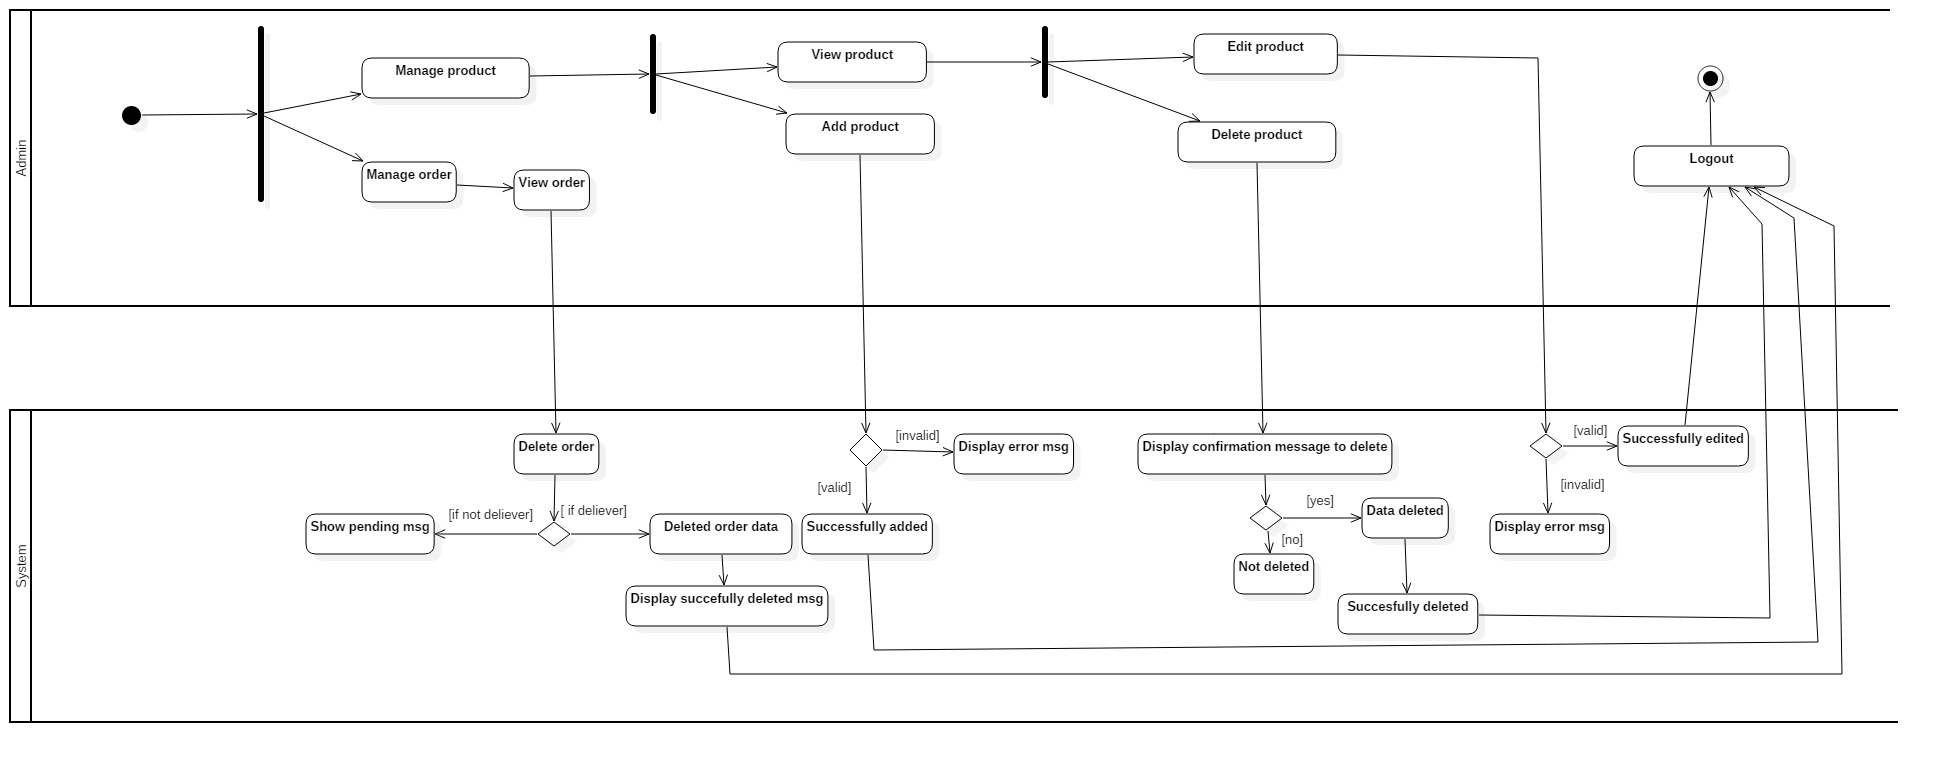 Admin
Manage product
Manage order
View order
View product
Add product
Edit product
Delete product
Logout
System
Delete order
[if not deliever]
[ if deliever]
Show pending msg
Deleted order data
Display succefully deleted msg
[invalid]
Display error msg
[valid]
Successfully added
Display confirmation message to delete
[yes]
Data deleted
[no]
Not deleted
Succesfully deleted
[valid]
Successfully edited
[invalid]
Display error msg